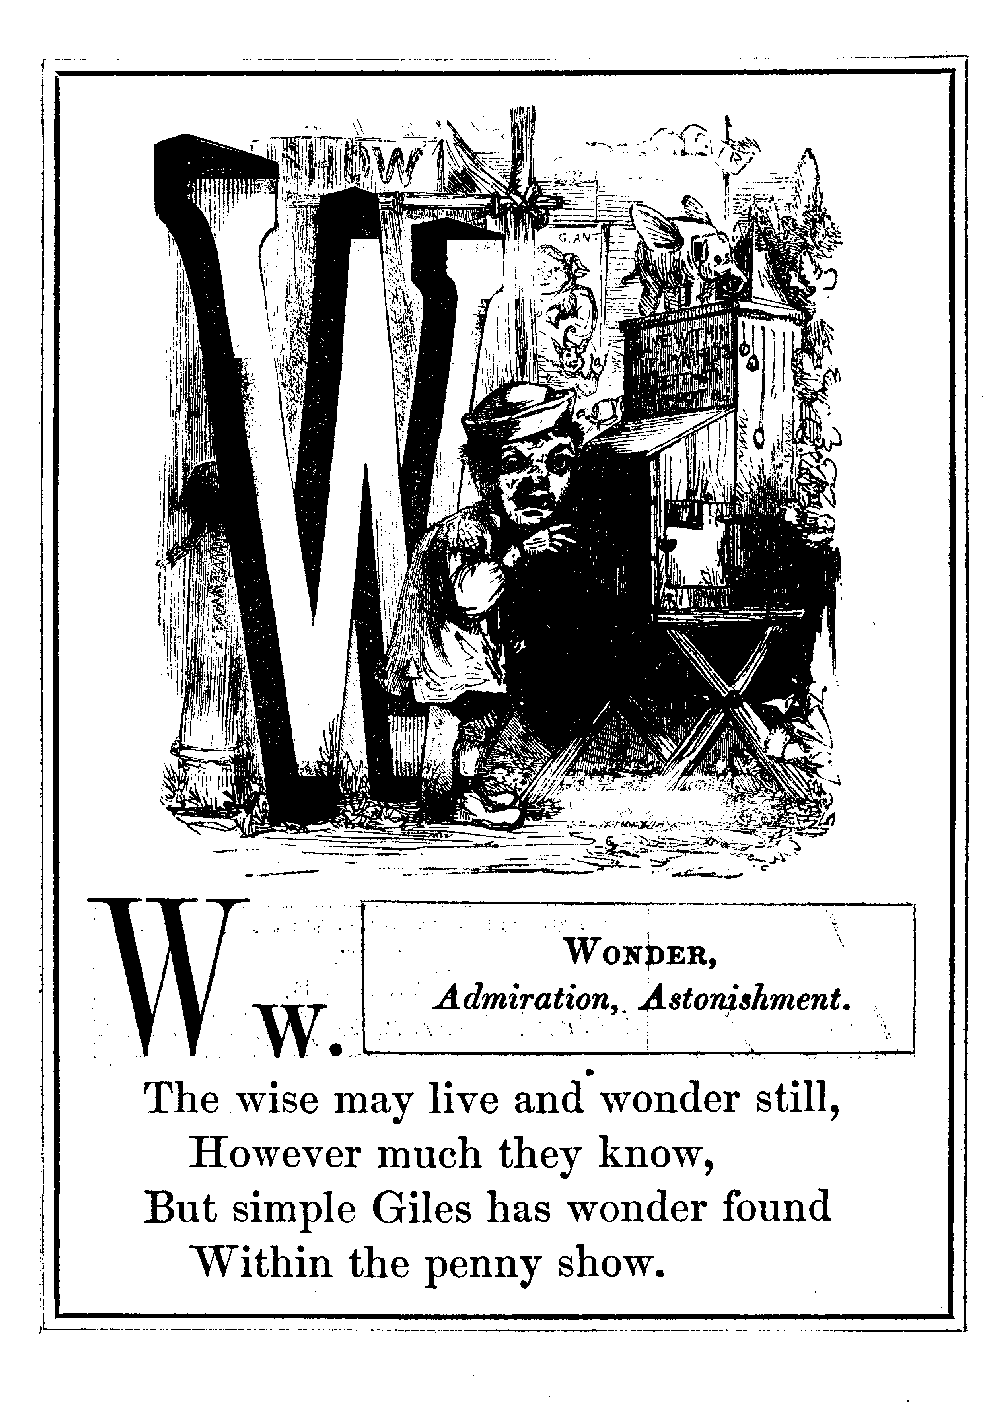 W
GIANT
W w.
WONDER,
Admiration, Astonishment.
The wise may live and wonder still,
However much they know,
But simple Giles has wonder found
Within the penny show.